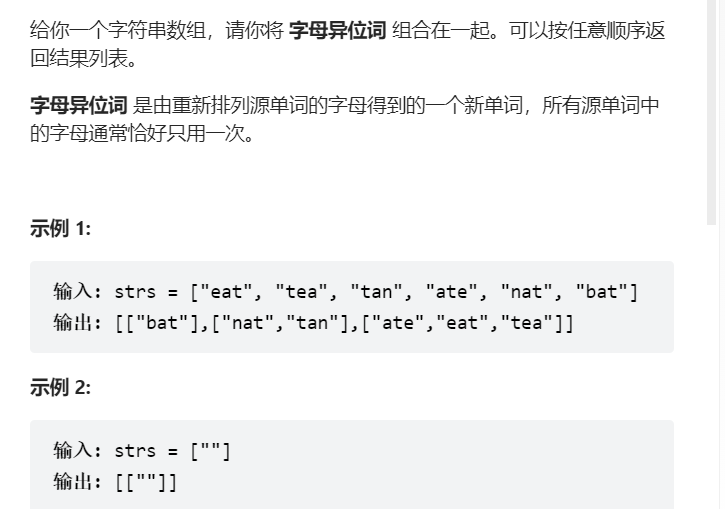 给你一个字符串数组，请你将 字母异位词 组合在一起。可以按任意顺序返
回结果列表。
字母异位词 是由重新排列源单词的字母得到的一个新单词，所有源单词中
的字母通常恰好只用一次。
示例 1:
输入: strs = ["eat", "tea", "tan", "ate", "nat", "bat"]
输出: [["bat"],["nat","tan"],["ate","eat","tea"]]
示例 2:
输入: strs = [""]
输出: [[""]]